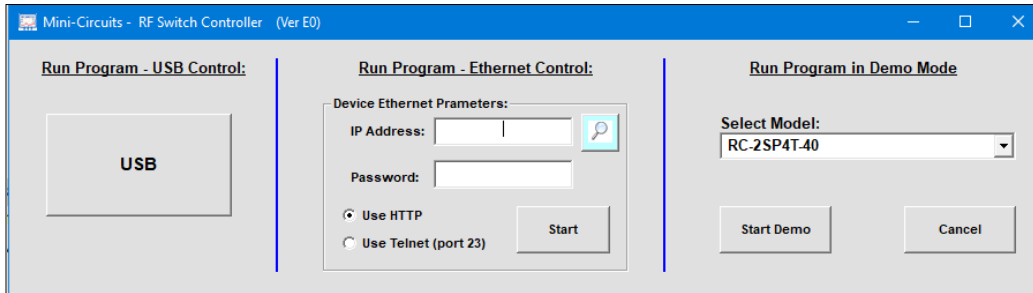 Mini-Circuits - RF Switch Controller (Ver E0)
Run Program - USB Control:
USB
Run Program - Ethernet Control:
Device Ethernet Prameters:
IP Address:
Password:
Use HTTP
Use Telnet (port 23)
Start
Run Program in Demo Mode
Select Model:
RC-2SP4T-40
Start Demo
Cancel